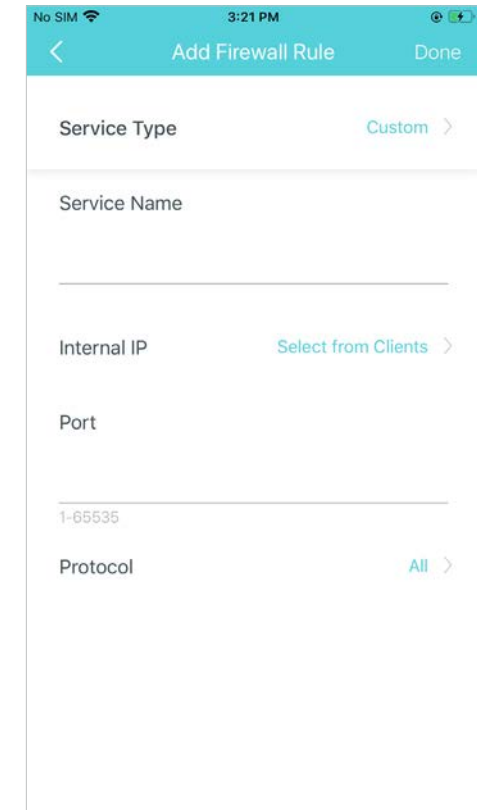 No SIM 3:21 PM
Add Firewall Rule Done
Service Type Custom
Service Name
Internal IP Select from Clients
Port
1-65535
Protocol All